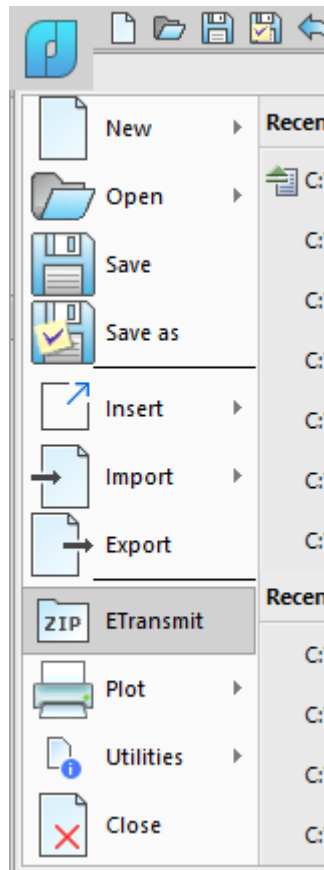 New
Open
Save
Save as
Insert
Import
Export
ZIP ETransmit
Plot
Utilities
Close
Recen
C:
C:
C:
C:
C:
C:
C:
Recen
C:
C:
C:
C: